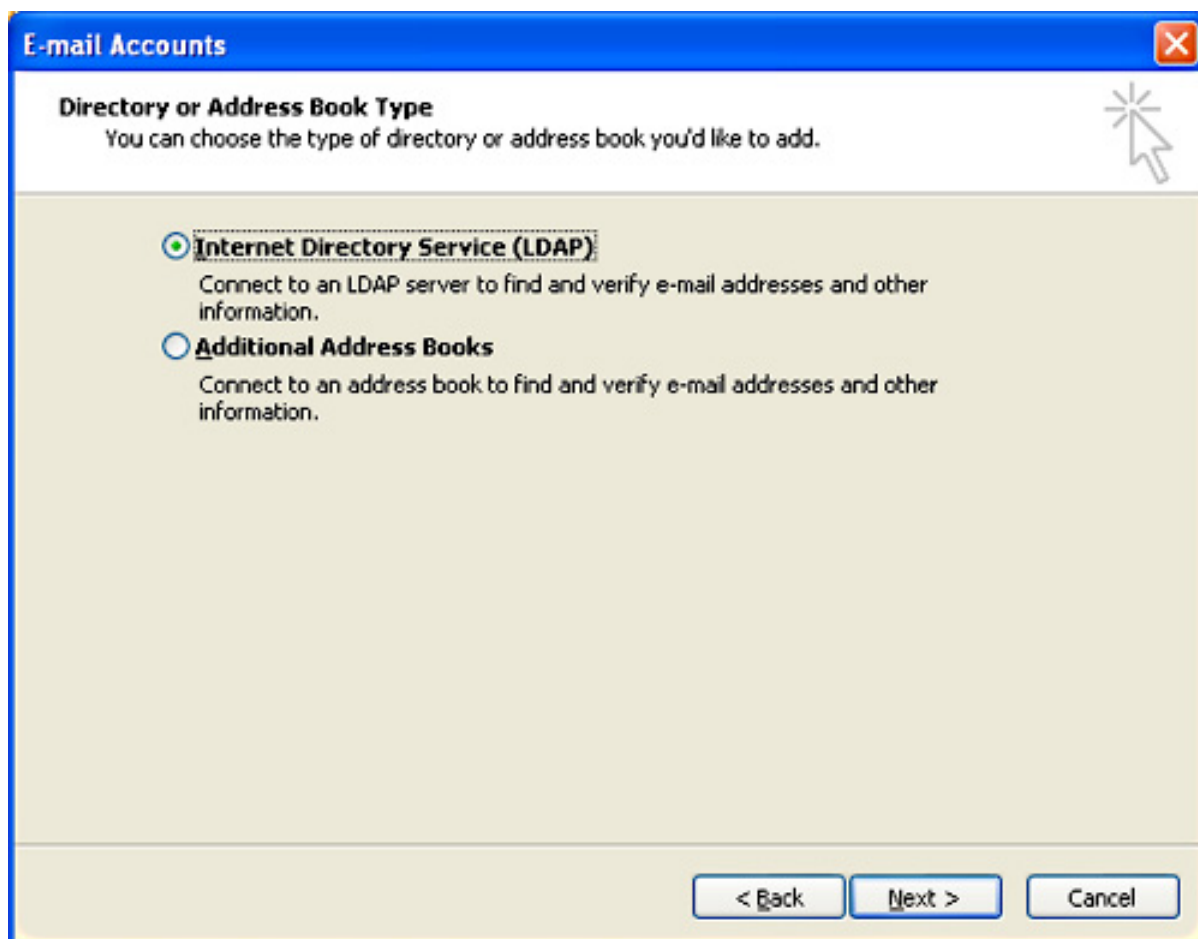 E-mail Accounts
Directory or Address Book Type
You can choose the type of directory or address book you'd like to add.
Internet Directory Service (LDAP)
Connect to an LDAP server to find and verify e-mail addresses and other
information.
Additional Address Books
Connect to an address book to find and verify e-mail addresses and other
information.
< Back
Next >
Cancel